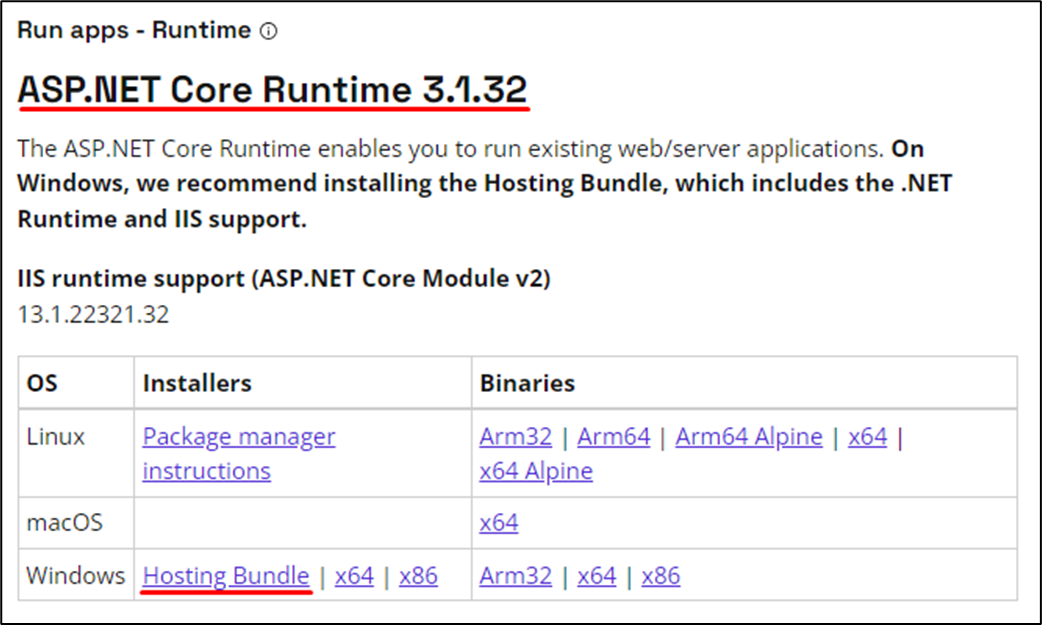 Run apps - Runtime ⓘ
ASP.NET Core Runtime 3.1.32
The ASP.NET Core Runtime enables you to run existing web/server applications. On
Windows, we recommend installing the Hosting Bundle, which includes the .NET
Runtime and IIS support.
IIS runtime support (ASP.NET Core Module v2)
13.1.22321.32
OS Installers Binaries
Linux Package manager instructions Arm32 | Arm64 | Arm64 Alpine | x64 | x64 Alpine
macOS x64
Windows Hosting Bundle | x64 | x86 Arm32 | x64 | x86